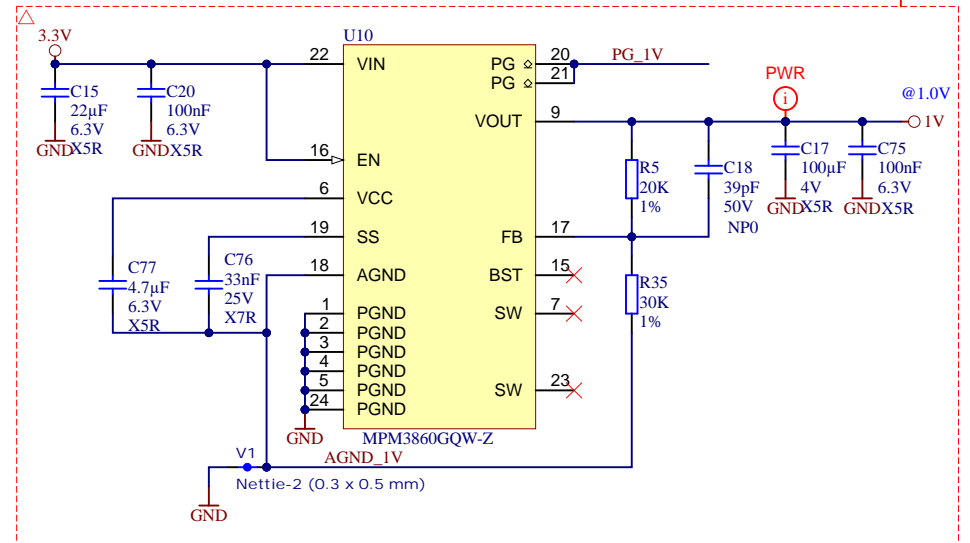 3.3V
C15
22µF
6.3V
X5R
GND
C20
100nF
6.3V
X5R
GND
U10
22 VIN
16 EN
6 VCC
19 SS
18 AGND
1 PGND
2 PGND
3 PGND
4 PGND
5 PGND
24 PGND
GND
PG 20
PG 21
VOUT 9
FB 17
BST 15
SW 7
SW 23
MPM3860GQW-Z
PG_1V
PWR
i
@1.0V
1V
R5
20K
1%
C18
39pF
50V
NP0
C17
100µF
4V
X5R
GND
C75
100nF
6.3V
X5R
GND
R35
30K
1%
C77
4.7µF
6.3V
X5R
C76
33nF
25V
X7R
AGND_1V
V1
Nettie-2 (0.3 x 0.5 mm)
GND